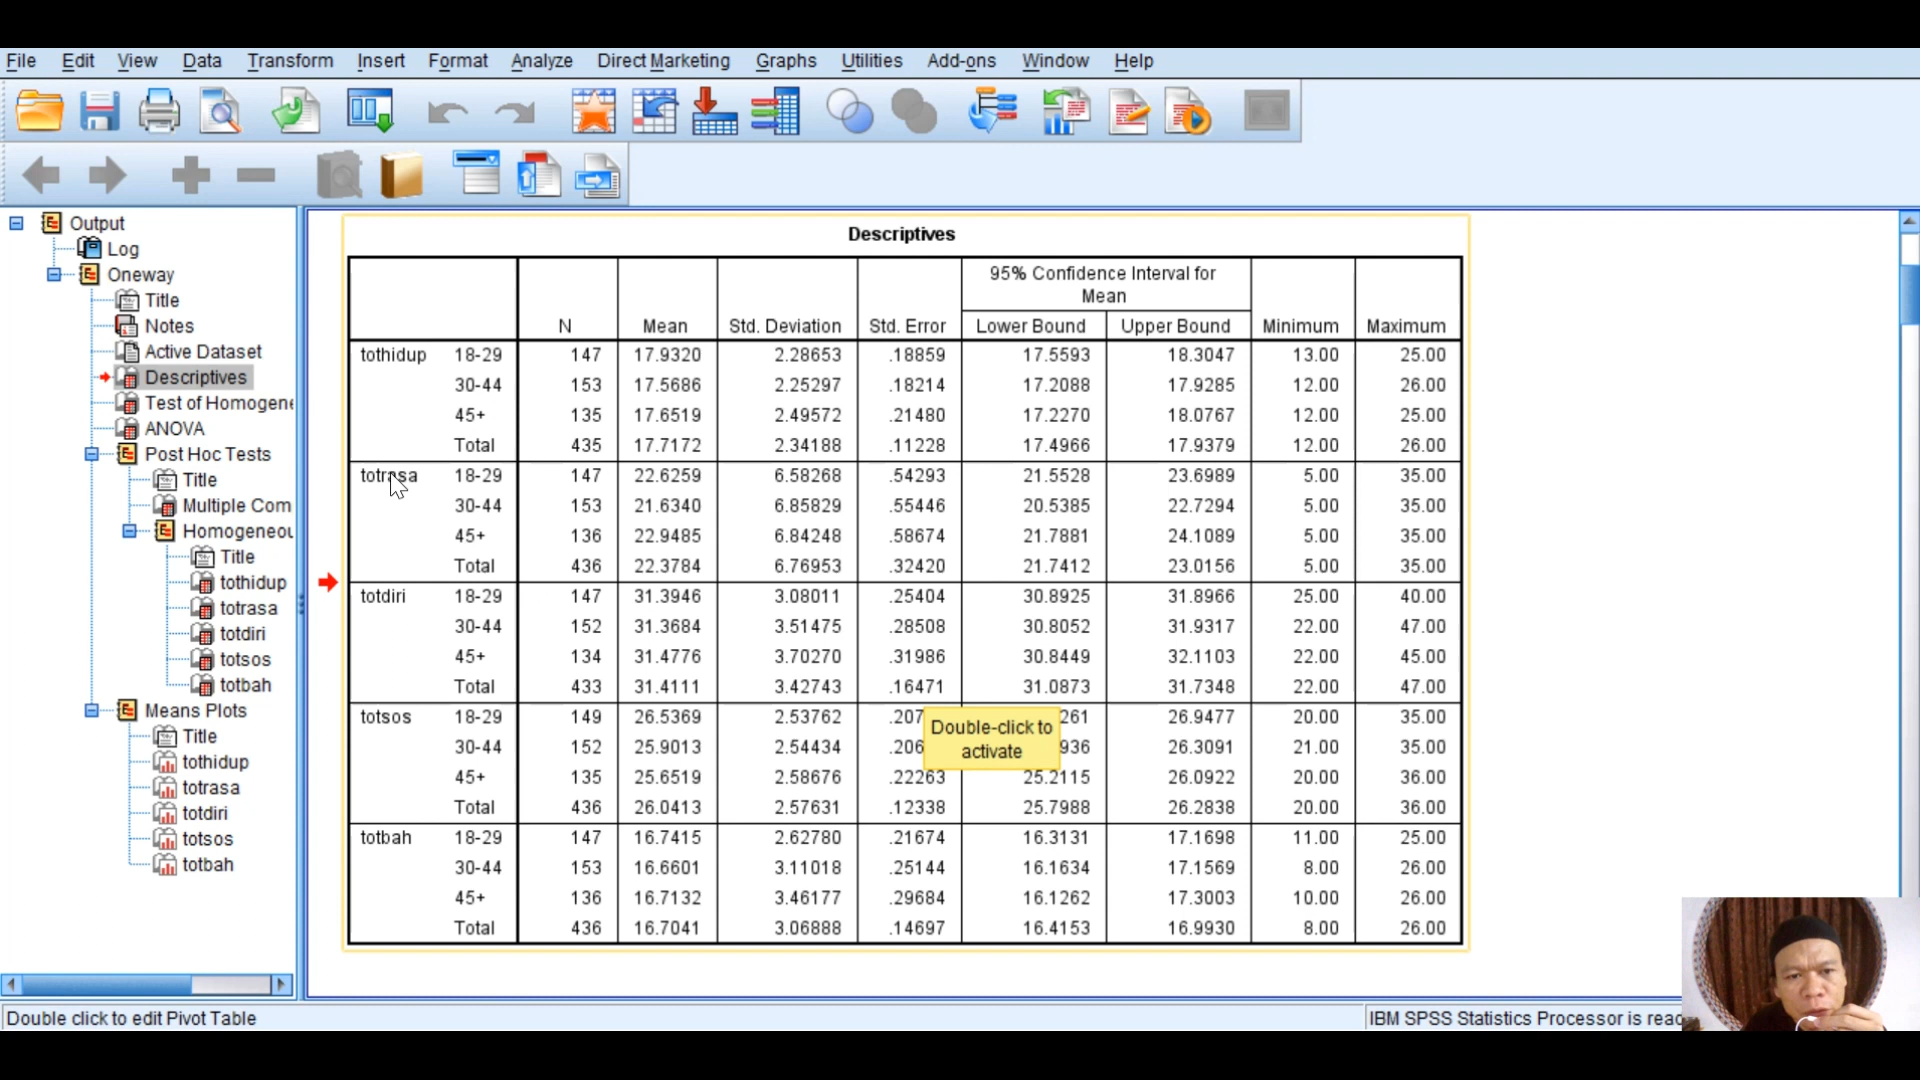 File Edit View Data Transform Insert Format Analyze Direct Marketing Graphs Utilities Add-ons Window Help
Output
Log
Oneway
Title
Notes
Active Dataset
Descriptives
Test of Homogene
ANOVA
Post Hoc Tests
Title
Multiple Com
Homogeneou
Title
tothidup
totrasa
totdiri
totsos
totbah
Means Plots
Title
tothidup
totrasa
totdiri
totsos
totbah
Descriptives
95% Confidence Interval for
Mean
N Mean Std. Deviation Std. Error Lower Bound Upper Bound Minimum Maximum
tothidup 18-29 147 17.9320 2.28653 .18859 17.5593 18.3047 13.00 25.00
30-44 153 17.5686 2.25297 .18214 17.2088 17.9285 12.00 26.00
45+ 135 17.6519 2.49572 .21480 17.2270 18.0767 12.00 25.00
Total 435 17.7172 2.34188 .11228 17.4966 17.9379 12.00 26.00
totrasa 18-29 147 22.6259 6.58268 .54293 21.5528 23.6989 5.00 35.00
30-44 153 21.6340 6.85829 .55446 20.5385 22.7294 5.00 35.00
45+ 136 22.9485 6.84248 .58674 21.7881 24.1089 5.00 35.00
Total 436 22.3784 6.76953 .32420 21.7412 23.0156 5.00 35.00
totdiri 18-29 147 31.3946 3.08011 .25404 30.8925 31.8966 25.00 40.00
30-44 152 31.3684 3.51475 .28508 30.8052 31.9317 22.00 47.00
45+ 134 31.4776 3.70270 .31986 30.8449 32.1103 22.00 45.00
Total 433 31.4111 3.42743 .16471 31.0873 31.7348 22.00 47.00
totsos 18-29 149 26.5369 2.53762 .207 261 26.9477 20.00 35.00
30-44 152 25.9013 2.54434 .206 936 26.3091 21.00 35.00
45+ 135 25.6519 2.58676 .22263 25.2115 26.0922 20.00 36.00
Total 436 26.0413 2.57631 .12338 25.7988 26.2838 20.00 36.00
totbah 18-29 147 16.7415 2.62780 .21674 16.3131 17.1698 11.00 25.00
30-44 153 16.6601 3.11018 .25144 16.1634 17.1569 8.00 26.00
45+ 136 16.7132 3.46177 .29684 16.1262 17.3003 10.00 26.00
Total 436 16.7041 3.06888 .14697 16.4153 16.9930 8.00 26.00
Double-click to
activate
Double click to edit Pivot Table
IBM SPSS Statistics Processor is reac